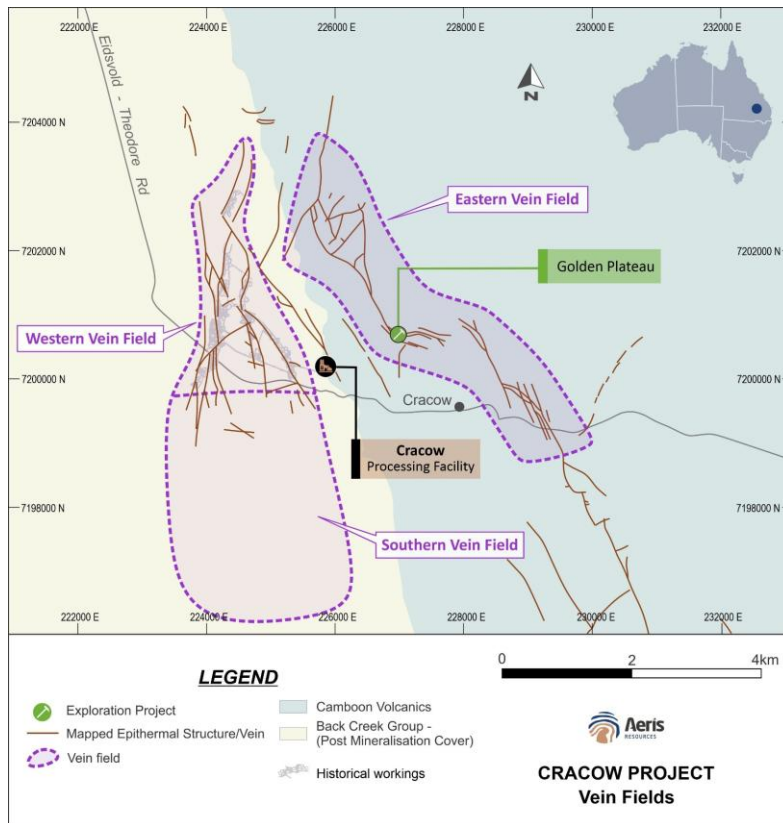 222000 E
224000 E
226000 E
228000 E
230000 E
232000 E
Eidsvold - Theodore Rd
7204000 N
7204000 N
N
Eastern Vein Field
7202000 N
7202000 N
Golden Plateau
Western Vein Field
7200000 N
7200000 N
Cracow
Cracow
Processing Facility
7198000 N
7198000 N
Southern Vein Field
222000 E
224000 E
226000 E
228000 E
230000 E
232000 E
LEGEND
Exploration Project
Mapped Epithermal Structure/Vein
Vein field
Camboon Volcanics
Back Creek Group -
(Post Mineralisation Cover)
Historical workings
0
2
4km
Aeris
RESOURCES
CRACOW PROJECT
Vein Fields